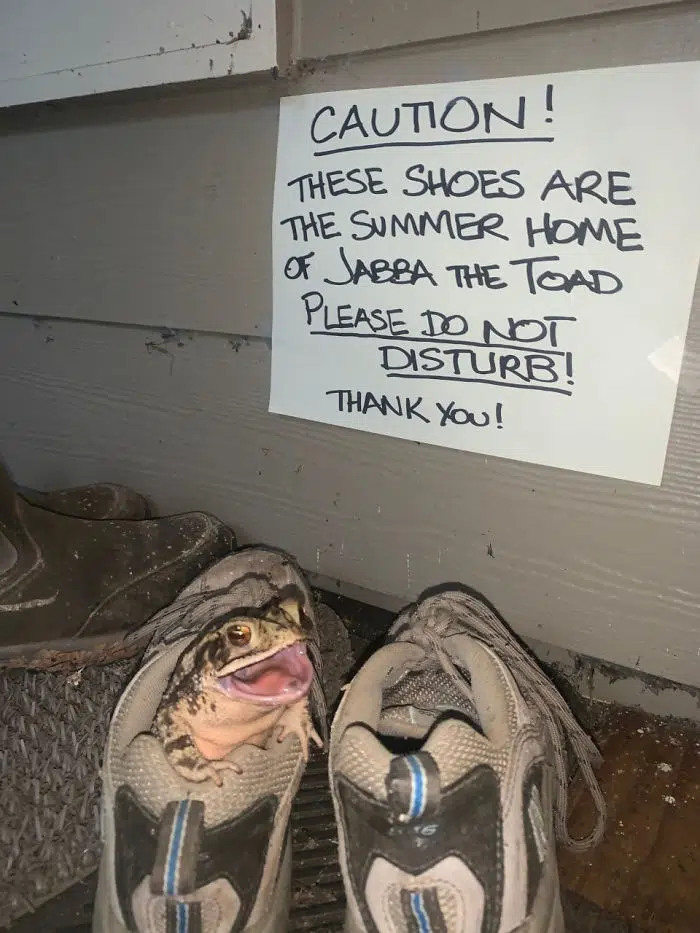 CAUTION!
THESE SHOES ARE
THE SUMMER HOME
OF JABBA THE TOAD
PLEASE DO NOT
DISTURB!
THANK YOU!